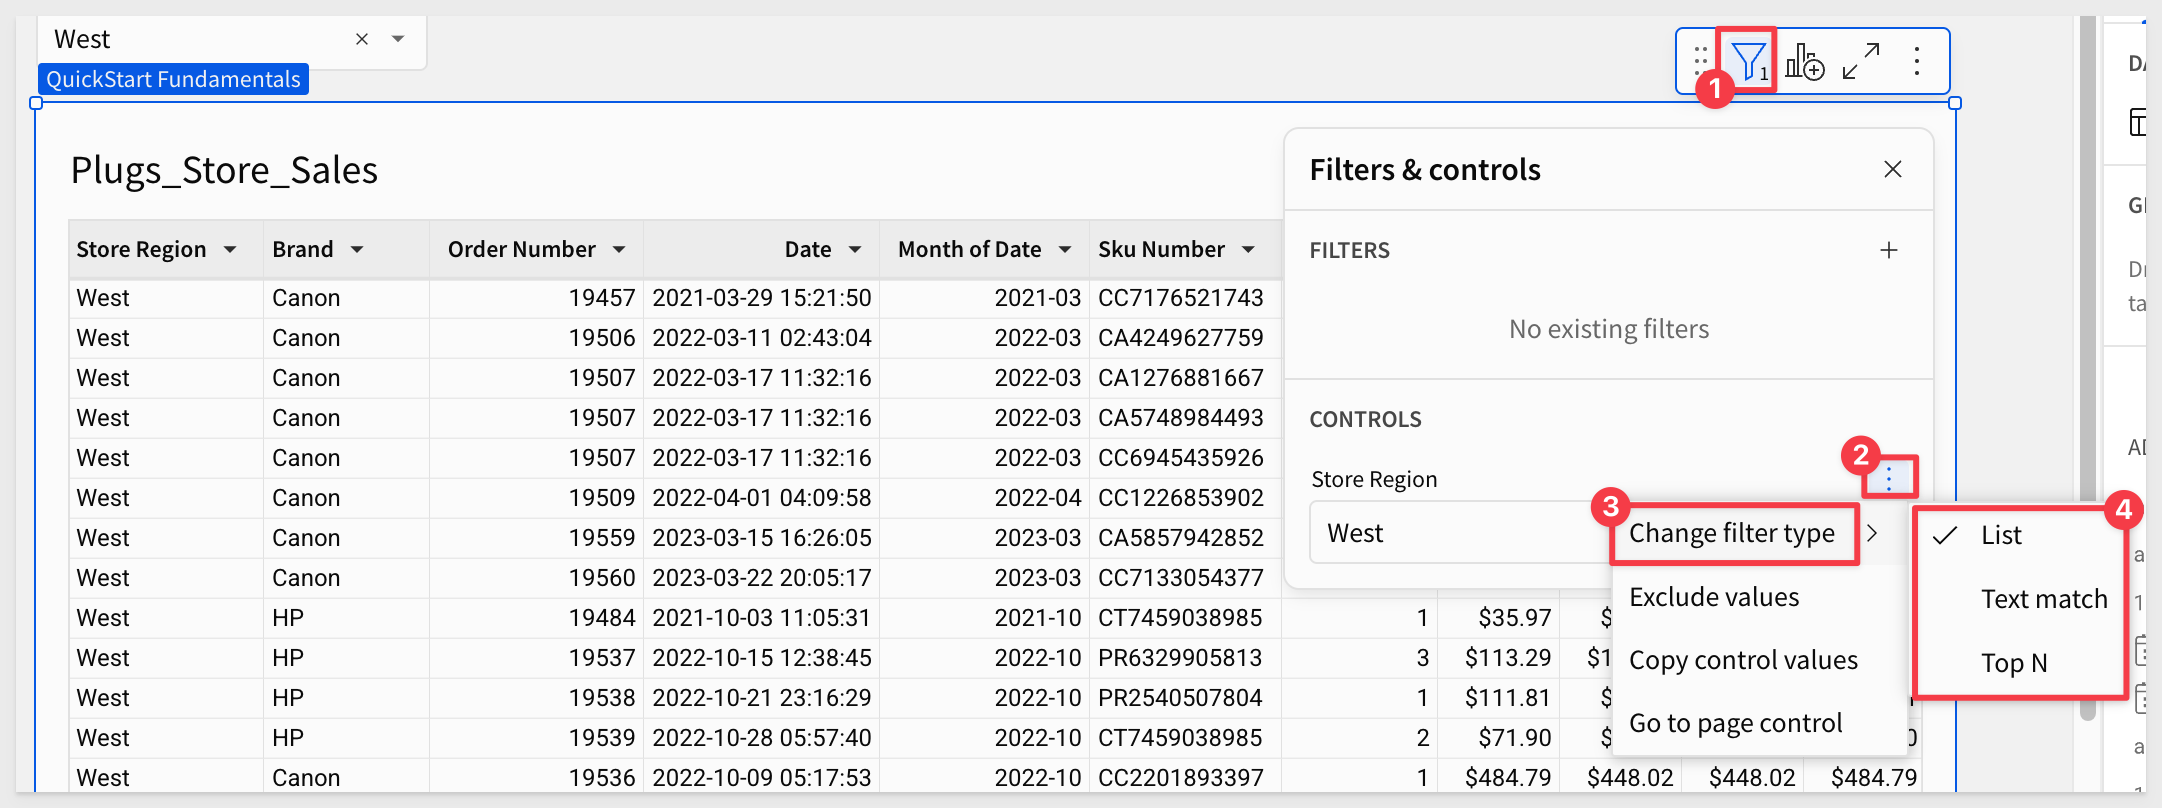 West
QuickStart Fundamentals
1
1
Plugs_Store_Sales
Filters & controls
FILTERS
No existing filters
CONTROLS
Store Region
2
West
3
Change filter type
Exclude values
Copy control values
Go to page control
4
List
Text match
Top N
Store Region Brand Order Number Date Month of Date Sku Number
West Canon 19457 2021-03-29 15:21:50 2021-03 CC7176521743
West Canon 19506 2022-03-11 02:43:04 2022-03 CA4249627759
West Canon 19507 2022-03-17 11:32:16 2022-03 CA1276881667
West Canon 19507 2022-03-17 11:32:16 2022-03 CA5748984493
West Canon 19507 2022-03-17 11:32:16 2022-03 CC6945435926
West Canon 19509 2022-04-01 04:09:58 2022-04 CC1226853902
West Canon 19559 2023-03-15 16:26:05 2023-03 CA5857942852
West Canon 19560 2023-03-22 20:05:17 2023-03 CC7133054377
West HP 19484 2021-10-03 11:05:31 2021-10 CT7459038985 1 $35.97
West HP 19537 2022-10-15 12:38:45 2022-10 PR6329905813 3 $113.29
West HP 19538 2022-10-21 23:16:29 2022-10 PR2540507804 1 $111.81
West HP 19539 2022-10-28 05:57:40 2022-10 CT7459038985 2 $71.90
West Canon 19536 2022-10-09 05:17:53 2022-10 CC2201893397 1 $484.79 $448.02 $448.02 $484.79